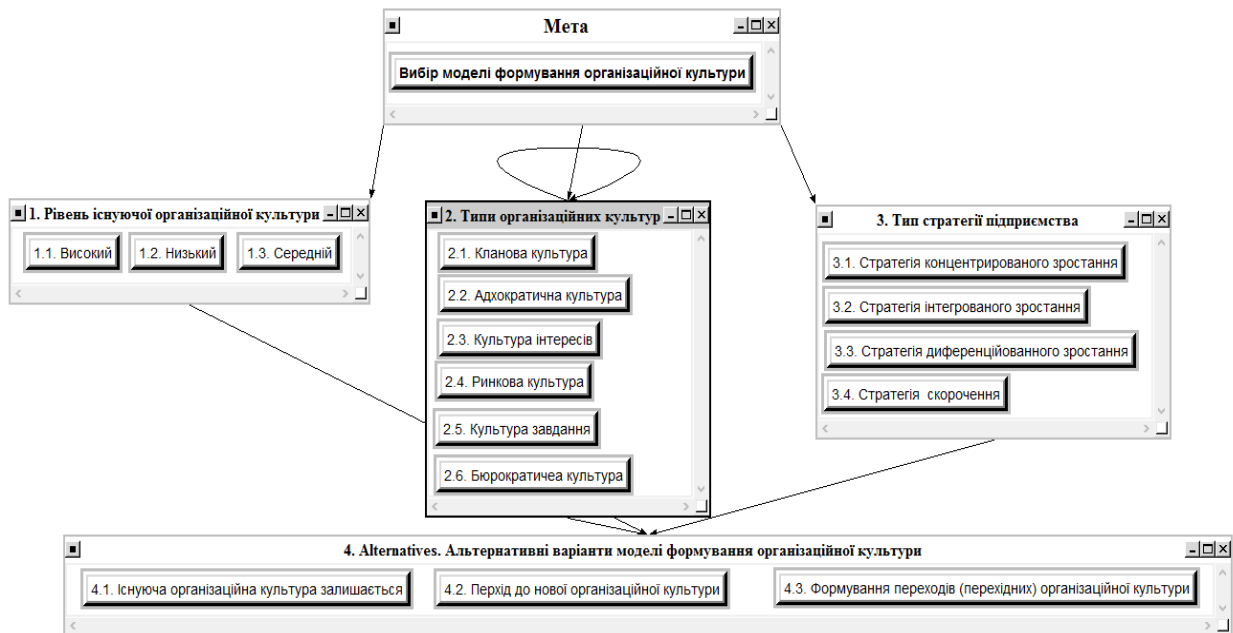 Мета
Вибір моделі формування організаційної культури
1. Рівень існуючої організаційної культури
1.1. Високий
1.2. Низький
1.3. Середній
2. Типи організаційних культур
2.1. Кланова культура
2.2. Адхократична культура
2.3. Культура інтересів
2.4. Ринкова культура
2.5. Культура завдання
2.6. Бюрократичеа культура
3. Тип стратегії підприємства
3.1. Стратегія концентрированого зростання
3.2. Стратегія інтегрованого зростання
3.3. Стратегія диференційованного зростання
3.4. Стратегія скорочення
4. Alternatives. Альтернативні варіанти моделі формування організаційної культури
4.1. Існуюча організаційна культура залишається
4.2. Перхід до нової організаційної культури
4.3. Формування переходів (перехідних) організаційної культури